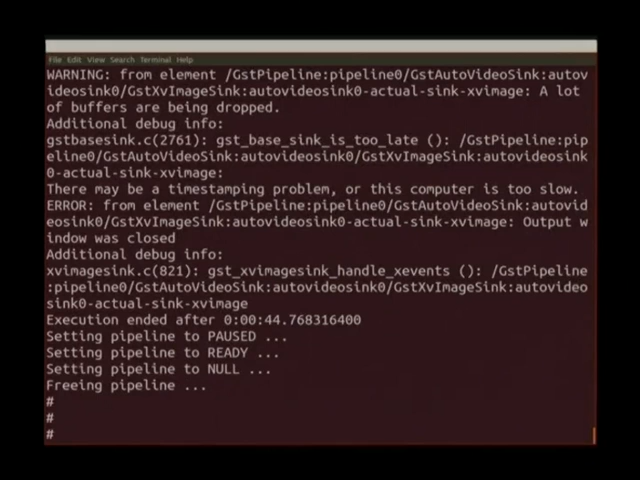 File Edit View Search Terminal Help
WARNING: from element /GstPipeline:pipeline0/GstAutoVideoSink:autov
ideosink0/GstXvImageSink:autovideosink0-actual-sink-xvimage: A lot
of buffers are being dropped.
Additional debug info:
gstbasesink.c(2761): gst_base_sink_is_too_late (): /GstPipeline:pip
eline0/GstAutoVideoSink:autovideosink0/GstXvImageSink:autovideosink
0-actual-sink-xvimage:
There may be a timestamping problem, or this computer is too slow.
ERROR: from element /GstPipeline:pipeline0/GstAutoVideoSink:autovid
eosink0/GstXvImageSink:autovideosink0-actual-sink-xvimage: Output w
indow was closed
Additional debug info:
xvimagesink.c(821): gst_xvimagesink_handle_xevents (): /GstPipeline
:pipeline0/GstAutoVideoSink:autovideosink0/GstXvImageSink:autovideo
sink0-actual-sink-xvimage
Execution ended after 0:00:44.768316400
Setting pipeline to PAUSED ...
Setting pipeline to READY ...
Setting pipeline to NULL ...
Freeing pipeline ...
#
#
#